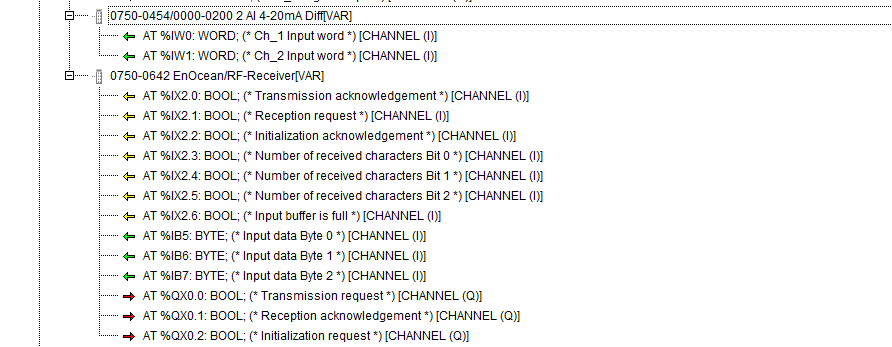 0750-0454/0000-0200 2 AI 4-20mA Diff[VAR]
AT %IW0: WORD; (* Ch_1 Input word *) [CHANNEL (I)]
AT %IW1: WORD; (* Ch_2 Input word *) [CHANNEL (I)]
0750-0642 EnOcean/RF-Receiver[VAR]
AT %IX2.0: BOOL; (* Transmission acknowledgement *) [CHANNEL (I)]
AT %IX2.1: BOOL; (* Reception request *) [CHANNEL (I)]
AT %IX2.2: BOOL; (* Initialization acknowledgement *) [CHANNEL (I)]
AT %IX2.3: BOOL; (* Number of received characters Bit 0 *) [CHANNEL (I)]
AT %IX2.4: BOOL; (* Number of received characters Bit 1 *) [CHANNEL (I)]
AT %IX2.5: BOOL; (* Number of received characters Bit 2 *) [CHANNEL (I)]
AT %IX2.6: BOOL; (* Input buffer is full *) [CHANNEL (I)]
AT %IB5: BYTE; (* Input data Byte 0 *) [CHANNEL (I)]
AT %IB6: BYTE; (* Input data Byte 1 *) [CHANNEL (I)]
AT %IB7: BYTE; (* Input data Byte 2 *) [CHANNEL (I)]
AT %QX0.0: BOOL; (* Transmission request *) [CHANNEL (Q)]
AT %QX0.1: BOOL; (* Reception acknowledgement *) [CHANNEL (Q)]
AT %QX0.2: BOOL; (* Initialization request *) [CHANNEL (Q)]